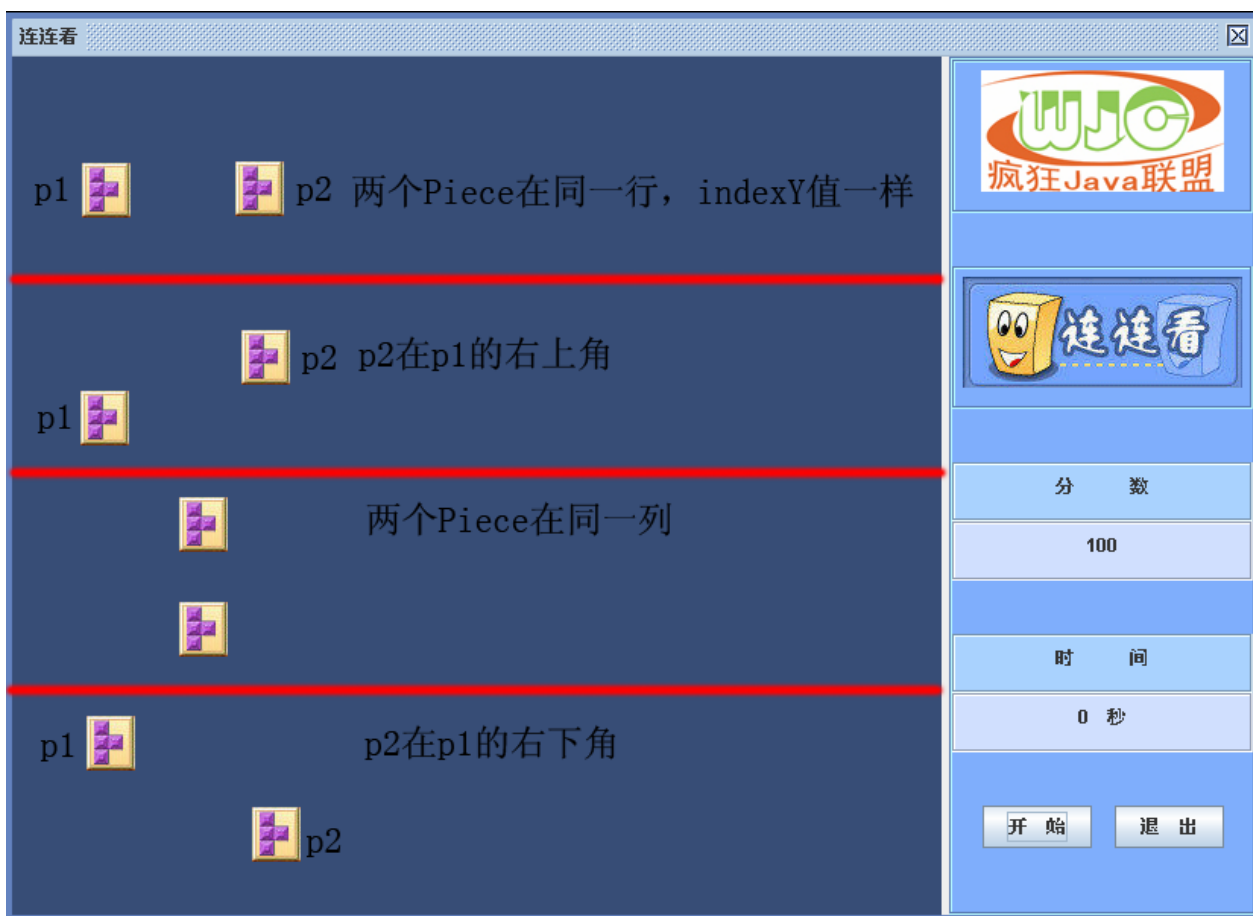 连连看
WJC
疯狂Java联盟
p1
p2 两个Piece在同一行，indexY值一样
连连看
p2 p2在p1的右上角
p1
两个Piece在同一列
分 数
100
时 间
0 秒
p1
p2在p1的右下角
p2
开 始
退 出